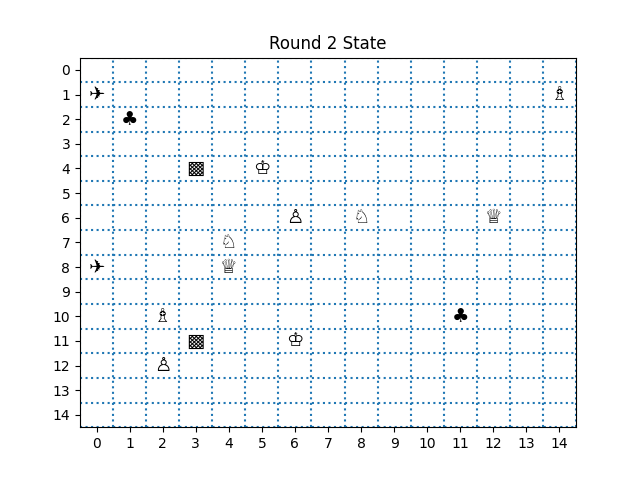 Round 2 State
0
1 ✈ ♗
2 ♣
3
4 ▩ ♔
5
6 ♙ ♘ ♕
7 ♘
8 ✈ ♕
9
10 ♗ ♣
11 ▩ ♔
12 ♙
13
14
0 1 2 3 4 5 6 7 8 9 10 11 12 13 14